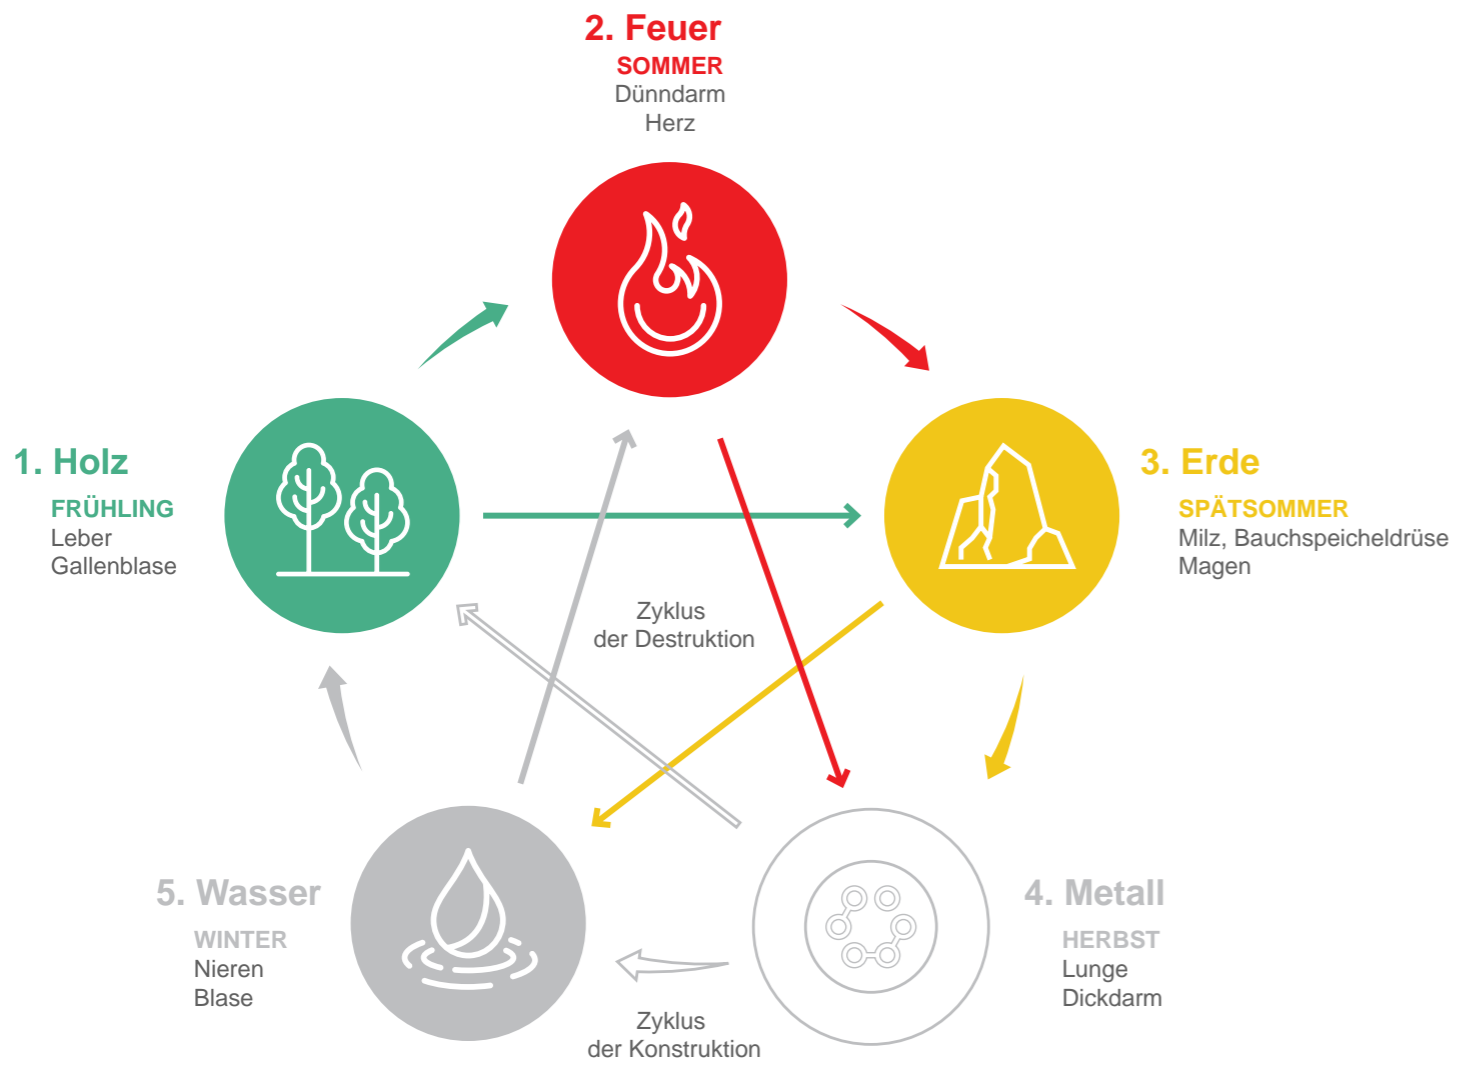 2. Feuer
SOMMER
Dünndarm
Herz
1. Holz
FRÜHLING
Leber
Gallenblase
3. Erde
SPÄTSOMMER
Milz, Bauchspeicheldrüse
Magen
Zyklus
der Destruktion
5. Wasser
WINTER
Nieren
Blase
4. Metall
HERBST
Lunge
Dickdarm
Zyklus
der Konstruktion